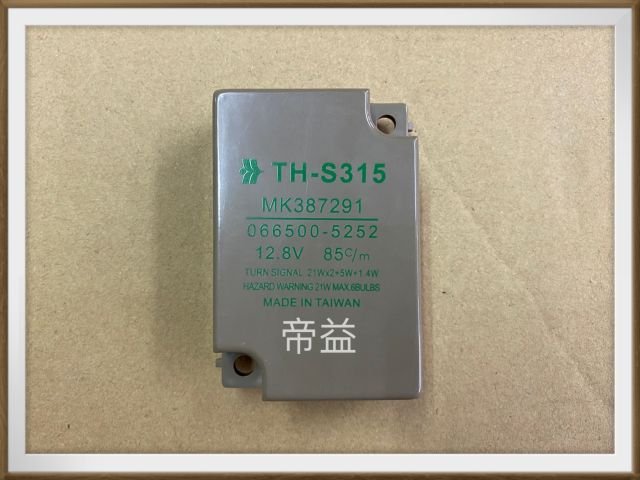 TH-S315
MK387291
066500-5252
12.8V 85c/m
TURN SIGNAL 21Wx2+5W+1.4W
HAZARD WARNING 21W MAX.6BULBS
MADE IN TAIWAN
帝益